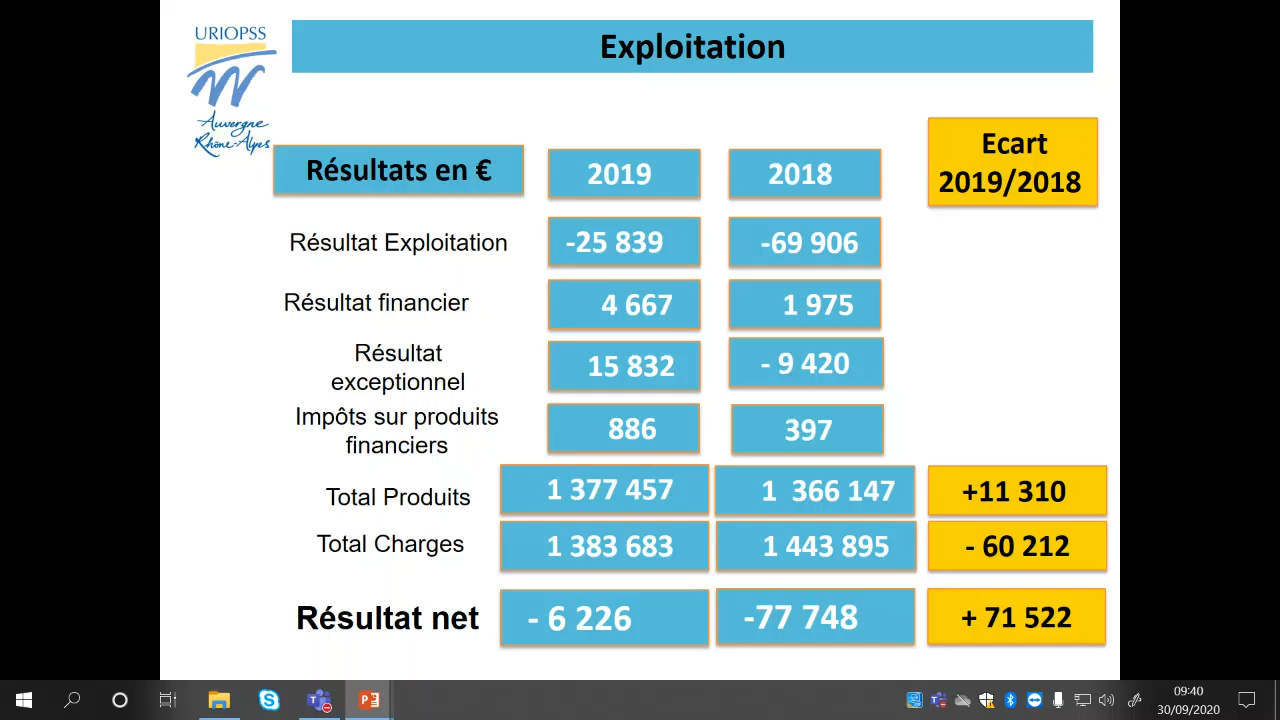 URIOPSS
Auvergne
Rhône-Alpes
Exploitation
Résultats en €
2019
2018
Ecart
2019/2018
Résultat Exploitation
-25 839
-69 906
Résultat financier
4 667
1 975
Résultat
exceptionnel
15 832
- 9 420
Impôts sur produits
financiers
886
397
Total Produits
1 377 457
1 366 147
+11 310
Total Charges
1 383 683
1 443 895
- 60 212
Résultat net
- 6 226
-77 748
+ 71 522
09:40
30/09/2020